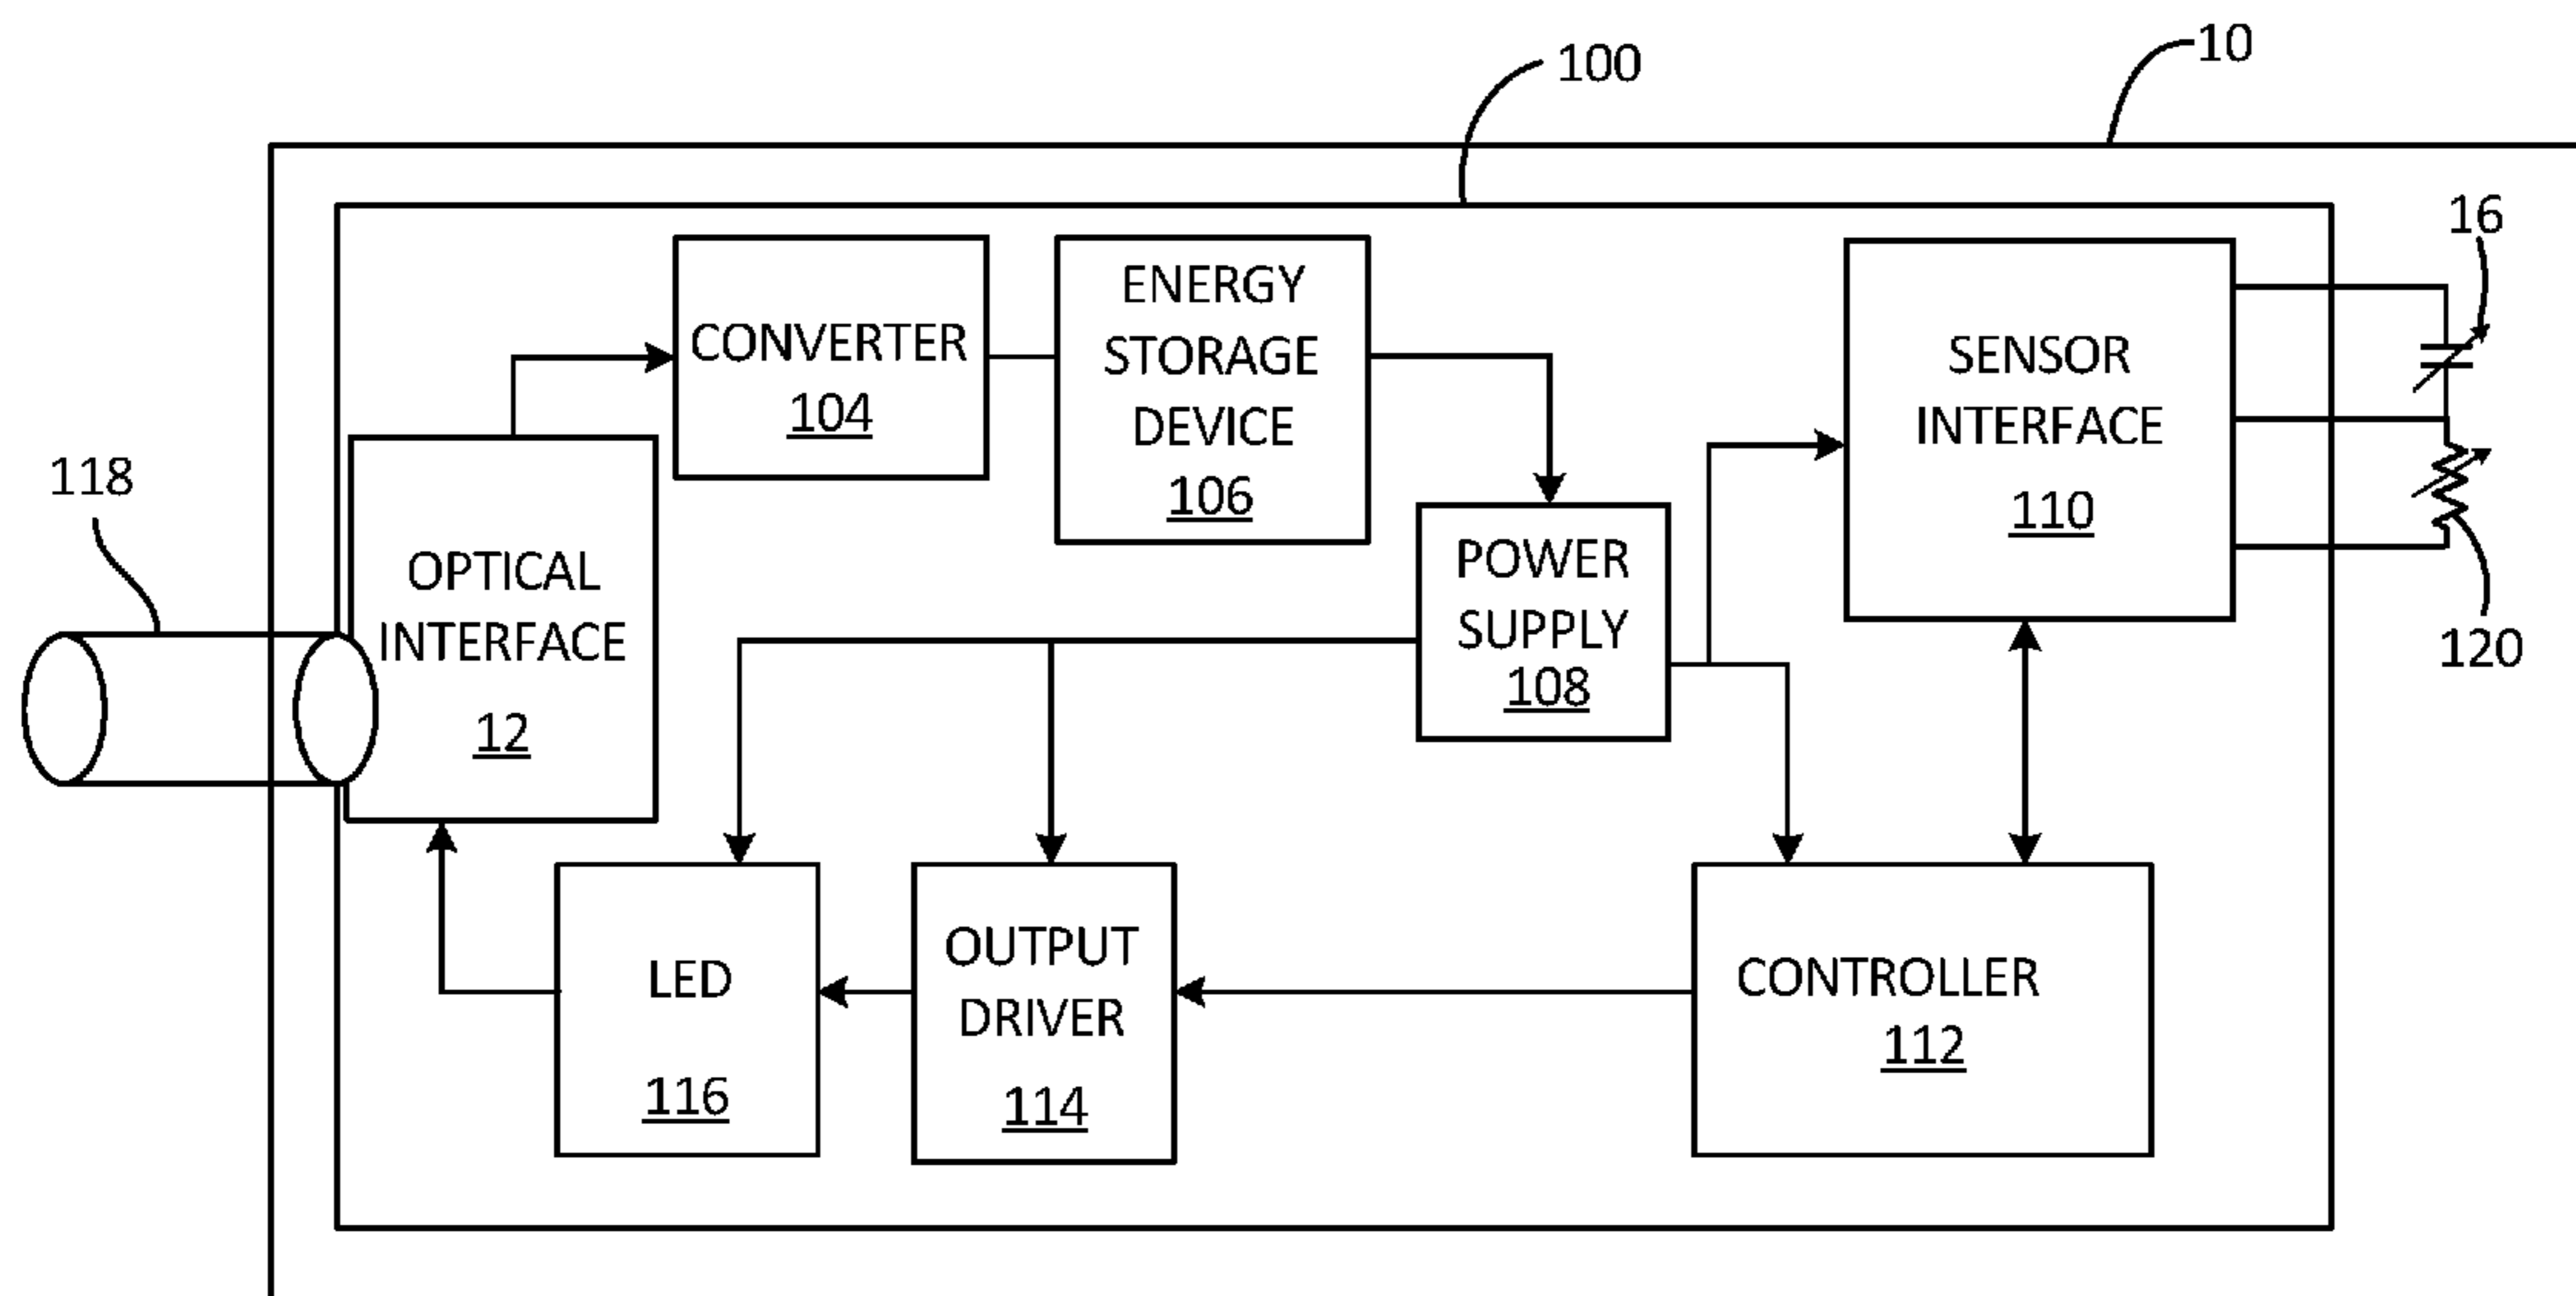 10
100
16
CONVERTER
104
ENERGY
STORAGE
DEVICE
106
SENSOR
INTERFACE
110
118
OPTICAL
INTERFACE
12
POWER
SUPPLY
108
120
LED
116
OUTPUT
DRIVER
114
CONTROLLER
112